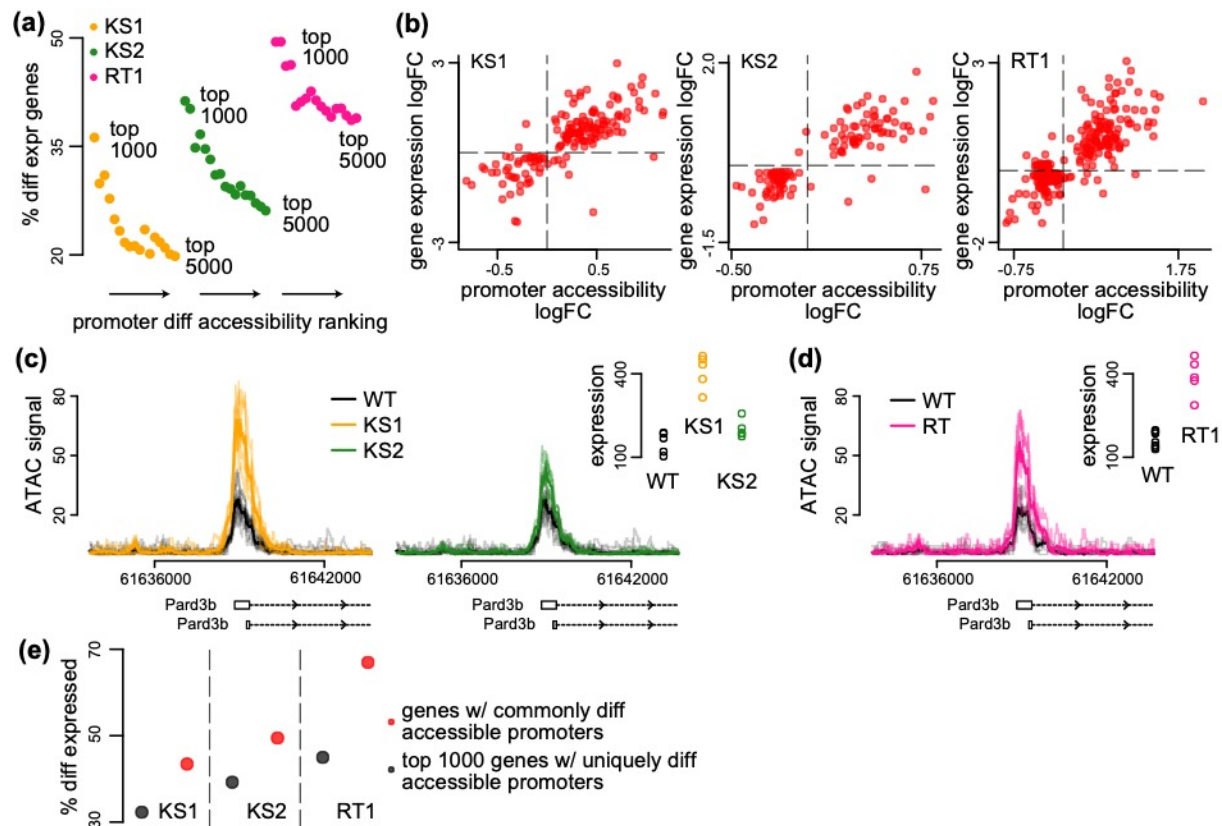 (a)
KS1
KS2
RT1
50
35
20
% diff expr genes
top
1000
top
5000
top
1000
top
5000
top
1000
top
5000
promoter diff accessibility ranking
(b)
KS1
3
-3
gene expression logFC
-0.5
0.5
promoter accessibility
logFC
KS2
2.0
-1.5
gene expression logFC
-0.50
0.75
promoter accessibility
logFC
RT1
3
-2
gene expression logFC
-0.75
1.75
promoter accessibility
logFC
(c)
80
50
20
ATAC signal
WT
KS1
KS2
61636000
61642000
Pard3b
Pard3b
400
100
expression
WT
KS1
KS2
61636000
61642000
Pard3b
Pard3b
(d)
80
50
20
ATAC signal
WT
RT
400
100
expression
WT
RT1
61636000
61642000
Pard3b
Pard3b
(e)
70
50
30
% diff expressed
KS1
KS2
RT1
genes w/ commonly diff
accessible promoters
top 1000 genes w/ uniquely diff
accessible promoters